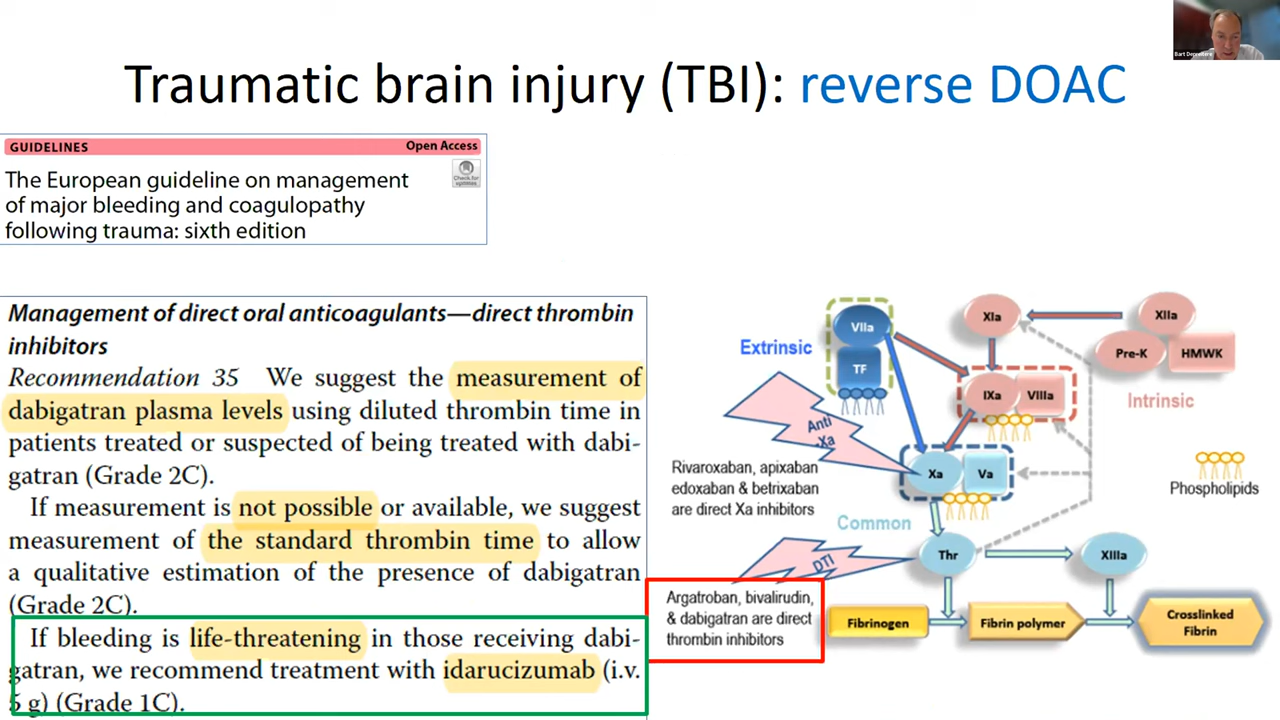 Bart Depreitere
Traumatic brain injury (TBI): reverse DOAC
GUIDELINES
Open Access
Check for updates
The European guideline on management
of major bleeding and coagulopathy
following trauma: sixth edition
Management of direct oral anticoagulants—direct thrombin
inhibitors
Recommendation 35 We suggest the measurement of
dabigatran plasma levels using diluted thrombin time in
patients treated or suspected of being treated with dabi-
gatran (Grade 2C).
If measurement is not possible or available, we suggest
measurement of the standard thrombin time to allow
a qualitative estimation of the presence of dabigatran
(Grade 2C).
If bleeding is life-threatening in those receiving dabi-
gatran, we recommend treatment with idarucizumab (i.v.
5 g) (Grade 1C).
Extrinsic
VIIa
TF
XIa
XIIa
Pre-K
HMWK
IXa
VIIIa
Intrinsic
Anti
-Xa
Rivaroxaban, apixaban
edoxaban & betrixaban
are direct Xa inhibitors
Xa
Va
Phospholipids
Common
DTI
Thr
XIIIa
Argatroban, bivalirudin,
& dabigatran are direct
thrombin inhibitors
Fibrinogen
Fibrin polymer
Crosslinked
Fibrin